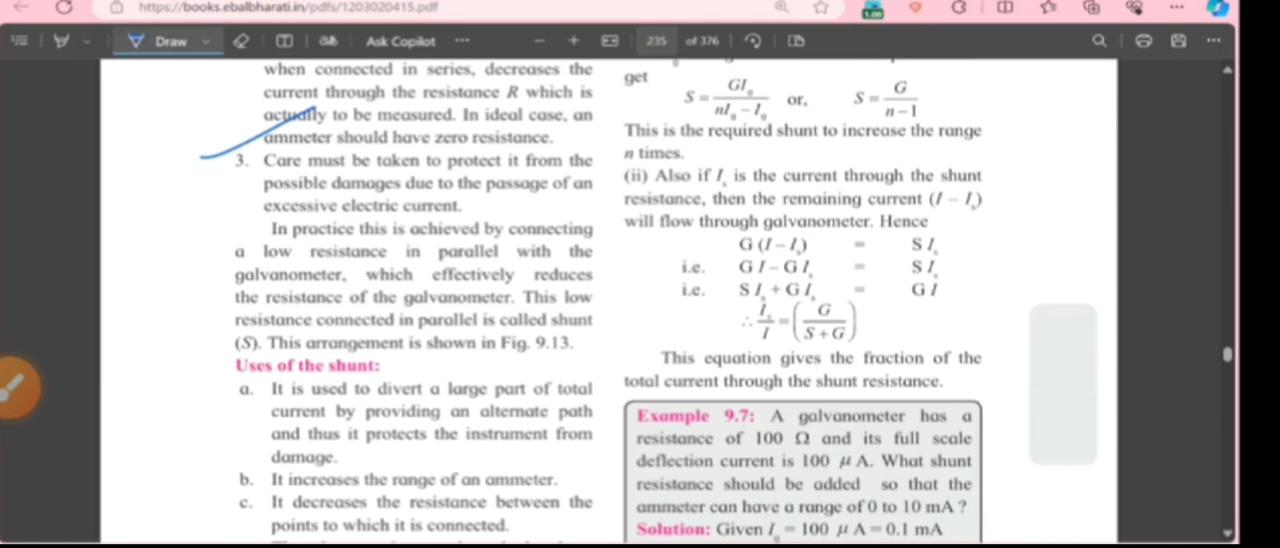 https://books.ebalbharati.in/pdfs/1203020415.pdf
1.00
Draw
Ask Copilot
235 of 376
when connected in series, decreases the
current through the resistance R which is
actually to be measured. In ideal case, an
ammeter should have zero resistance.
3. Care must be taken to protect it from the
possible damages due to the passage of an
excessive electric current.
In practice this is achieved by connecting
a low resistance in parallel with the
galvanometer, which effectively reduces
the resistance of the galvanometer. This low
resistance connected in parallel is called shunt
(S). This arrangement is shown in Fig. 9.13.
Uses of the shunt:
a. It is used to divert a large part of total
current by providing an alternate path
and thus it protects the instrument from
damage.
b. It increases the range of an ammeter.
c. It decreases the resistance between the
points to which it is connected.
get
S = GI_g / (nI_g − I_g) or, S = G / (n − 1)
This is the required shunt to increase the range
n times.
(ii) Also if I_s is the current through the shunt
resistance, then the remaining current (I − I_s)
will flow through galvanometer. Hence
G (I − I_s) = S I_s
i.e. G I − G I_s = S I_s
i.e. S I_s + G I_s = G I
∴ I_s / I = (G / (S + G))
This equation gives the fraction of the
total current through the shunt resistance.
Example 9.7: A galvanometer has a
resistance of 100 Ω and its full scale
deflection current is 100 μ A. What shunt
resistance should be added so that the
ammeter can have a range of 0 to 10 mA ?
Solution: Given I_g = 100 μ A = 0.1 mA